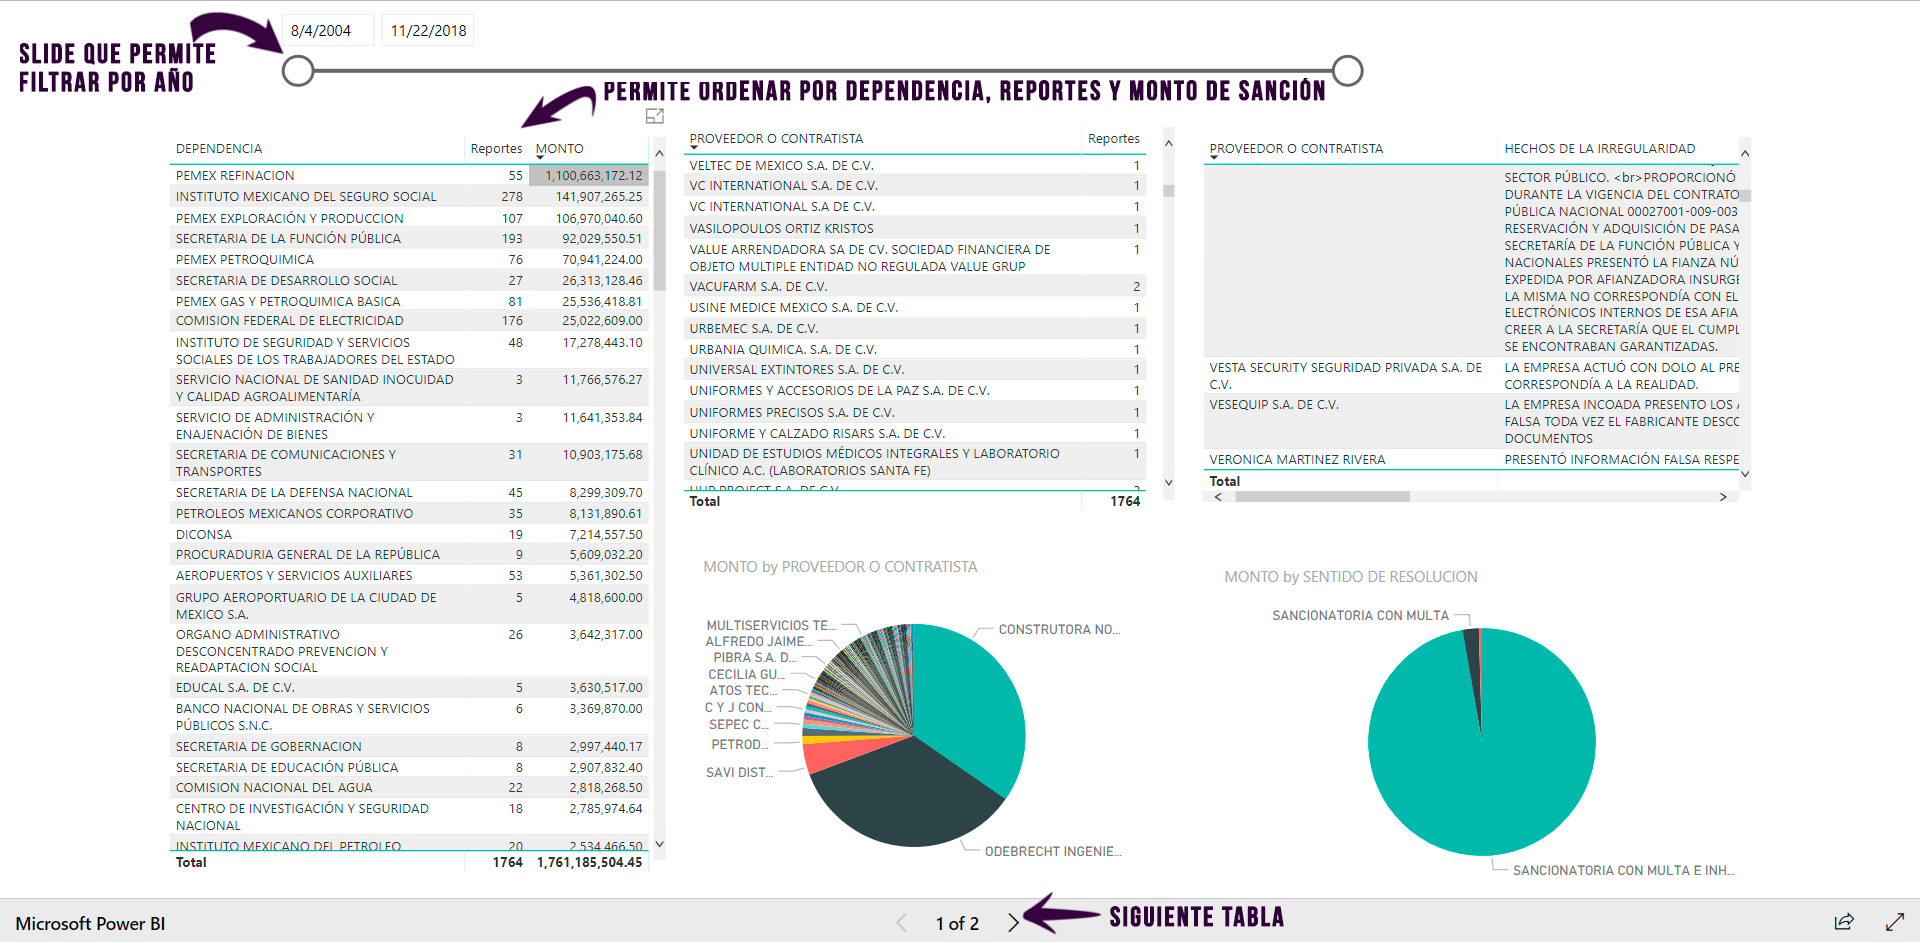 8/4/2004
11/22/2018
SLIDE QUE PERMITE
FILTRAR POR AÑO
PERMITE ORDENAR POR DEPENDENCIA, REPORTES Y MONTO DE SANCIÓN
DEPENDENCIA Reportes MONTO
PEMEX REFINACION 55 1,100,663,172.12
INSTITUTO MEXICANO DEL SEGURO SOCIAL 278 141,907,265.25
PEMEX EXPLORACIÓN Y PRODUCCION 107 106,970,040.60
SECRETARIA DE LA FUNCIÓN PÚBLICA 193 92,029,550.51
PEMEX PETROQUIMICA 76 70,941,224.00
SECRETARIA DE DESARROLLO SOCIAL 27 26,313,128.46
PEMEX GAS Y PETROQUIMICA BASICA 81 25,536,418.81
COMISION FEDERAL DE ELECTRICIDAD 176 25,022,609.00
INSTITUTO DE SEGURIDAD Y SERVICIOS 48 17,278,443.10
SOCIALES DE LOS TRABAJADORES DEL ESTADO
SERVICIO NACIONAL DE SANIDAD INOCUIDAD 3 11,766,576.27
Y CALIDAD AGROALIMENTARÍA
SERVICIO DE ADMINISTRACIÓN Y 3 11,641,353.84
ENAJENACIÓN DE BIENES
SECRETARIA DE COMUNICACIONES Y 31 10,903,175.68
TRANSPORTES
SECRETARIA DE LA DEFENSA NACIONAL 45 8,299,309.70
PETROLEOS MEXICANOS CORPORATIVO 35 8,131,890.61
DICONSA 19 7,214,557.50
PROCURADURIA GENERAL DE LA REPÚBLICA 9 5,609,032.20
AEROPUERTOS Y SERVICIOS AUXILIARES 53 5,361,302.50
GRUPO AEROPORTUARIO DE LA CIUDAD DE 5 4,818,600.00
MEXICO S.A.
ORGANO ADMINISTRATIVO 26 3,642,317.00
DESCONCENTRADO PREVENCION Y
READAPTACION SOCIAL
EDUCAL S.A. DE C.V. 5 3,630,517.00
BANCO NACIONAL DE OBRAS Y SERVICIOS 6 3,369,870.00
PÚBLICOS S.N.C.
SECRETARIA DE GOBERNACION 8 2,997,440.17
SECRETARIA DE EDUCACIÓN PÚBLICA 8 2,907,832.40
COMISION NACIONAL DEL AGUA 22 2,818,268.50
CENTRO DE INVESTIGACIÓN Y SEGURIDAD 18 2,785,974.64
NACIONAL
INSTITUTO MEXICANO DEL PETROLEO 20 2,534,466.50
Total 1764 1,761,185,504.45
PROVEEDOR O CONTRATISTA Reportes
VELTEC DE MEXICO S.A. DE C.V. 1
VC INTERNATIONAL S.A. DE C.V. 1
VC INTERNATIONAL S.A DE C.V. 1
VASILOPOULOS ORTIZ KRISTOS 1
VALUE ARRENDADORA SA DE CV. SOCIEDAD FINANCIERA DE 1
OBJETO MULTIPLE ENTIDAD NO REGULADA VALUE GRUP
VACUFARM S.A. DE C.V. 2
USINE MEDICE MEXICO S.A. DE C.V. 1
URBEMEC S.A. DE C.V. 1
URBANIA QUIMICA. S.A. DE C.V. 1
UNIVERSAL EXTINTORES S.A. DE C.V. 1
UNIFORMES Y ACCESORIOS DE LA PAZ S.A. DE C.V. 1
UNIFORMES PRECISOS S.A. DE C.V. 1
UNIFORME Y CALZADO RISARS S.A. DE C.V. 1
UNIDAD DE ESTUDIOS MÉDICOS INTEGRALES Y LABORATORIO 1
CLÍNICO A.C. (LABORATORIOS SANTA FE)
PROJECT S.A. DE C.V.
Total 1764
PROVEEDOR O CONTRATISTA HECHOS DE LA IRREGULARIDAD
SECTOR PÚBLICO. <br>PROPORCIONÓ
DURANTE LA VIGENCIA DEL CONTRATO
PÚBLICA NACIONAL 00027001-009-003
RESERVACIÓN Y ADQUISICIÓN DE PASA
SECRETARÍA DE LA FUNCIÓN PÚBLICA Y
NACIONALES PRESENTÓ LA FIANZA NÚ
EXPEDIDA POR AFIANZADORA INSURGE
LA MISMA NO CORRESPONDÍA CON EL
ELECTRÓNICOS INTERNOS DE ESA AFIA
CREER A LA SECRETARÍA QUE EL CUMPL
SE ENCONTRABAN GARANTIZADAS.
VESTA SECURITY SEGURIDAD PRIVADA S.A. DE LA EMPRESA ACTUÓ CON DOLO AL PRE
C.V. CORRESPONDÍA A LA REALIDAD.
VESEQUIP S.A. DE C.V. LA EMPRESA INCOADA PRESENTO LOS
FALSA TODA VEZ EL FABRICANTE DESC
DOCUMENTOS
VERONICA MARTINEZ RIVERA PRESENTÓ INFORMACIÓN FALSA RESPE
Total
MONTO by PROVEEDOR O CONTRATISTA
MULTISERVICIOS TE...
ALFREDO JAIME...
PIBRA S.A. D...
CECILIA GU...
ATOS TEC...
C Y J CON...
SEPEC C...
PETROD...
SAVI DIST...
CONSTRUTORA NO...
ODEBRECHT INGENIE...
MONTO by SENTIDO DE RESOLUCION
SANCIONATORIA CON MULTA
SANCIONATORIA CON MULTA E INH...
Microsoft Power BI
1 of 2
SIGUIENTE TABLA